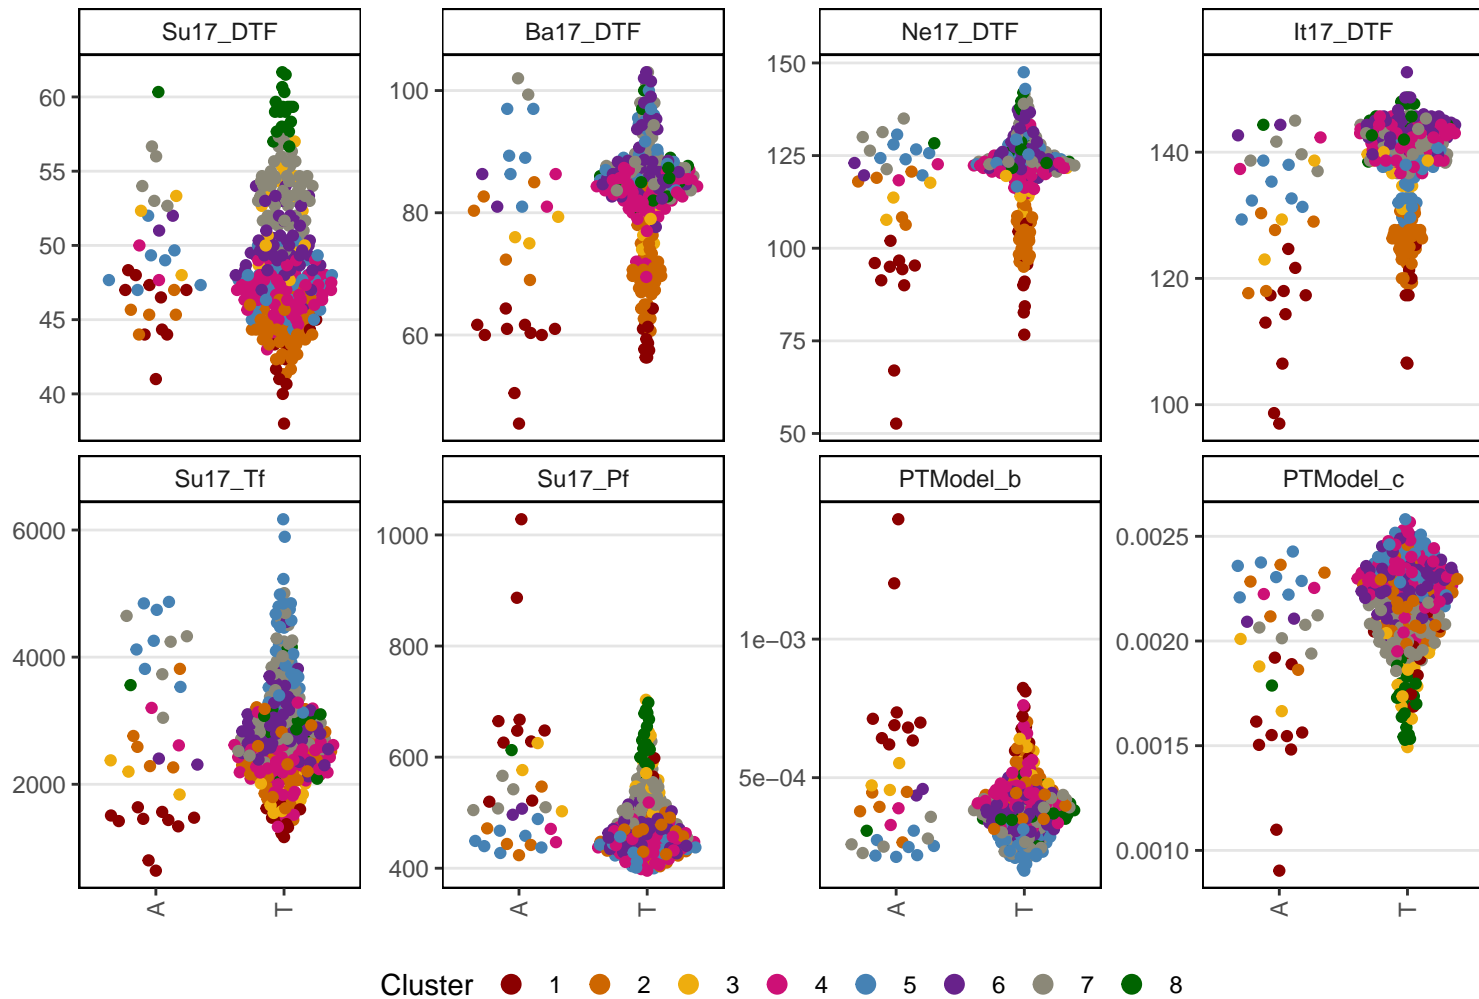 Su17_DTF Ba17_DTF Ne17_DTF It17_DTF
60 55 50 45 40
100 80 60
150 125 100 75 50
140 120 100
Su17_Tf Su17_Pf PTModel_b PTModel_c
6000 4000 2000
1000 800 600 400
1e−03 5e−04
0.0025 0.0020 0.0015 0.0010
A T A T A T A T
Cluster 1 2 3 4 5 6 7 8